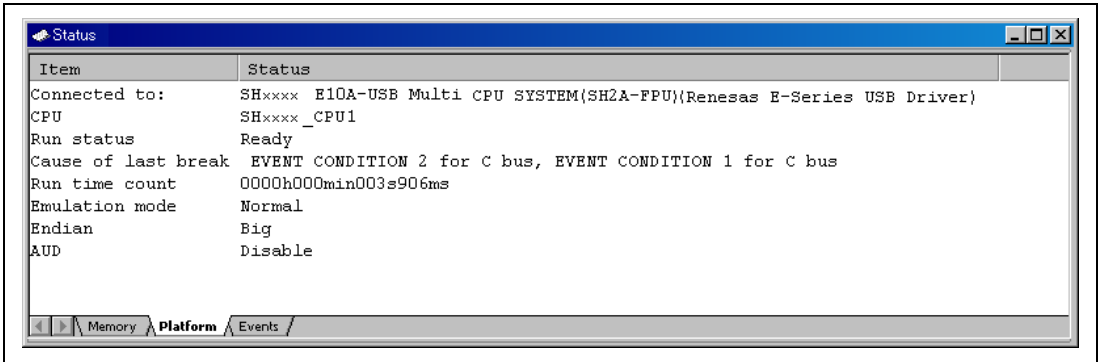 Status
Item Status
Connected to: SHxxxx E10A-USB Multi CPU SYSTEM(SH2A-FPU)(Renesas E-Series USB Driver)
CPU SHxxxx_CPU1
Run status Ready
Cause of last break EVENT CONDITION 2 for C bus, EVENT CONDITION 1 for C bus
Run time count 0000h000min003s906ms
Emulation mode Normal
Endian Big
AUD Disable
Memory Platform Events